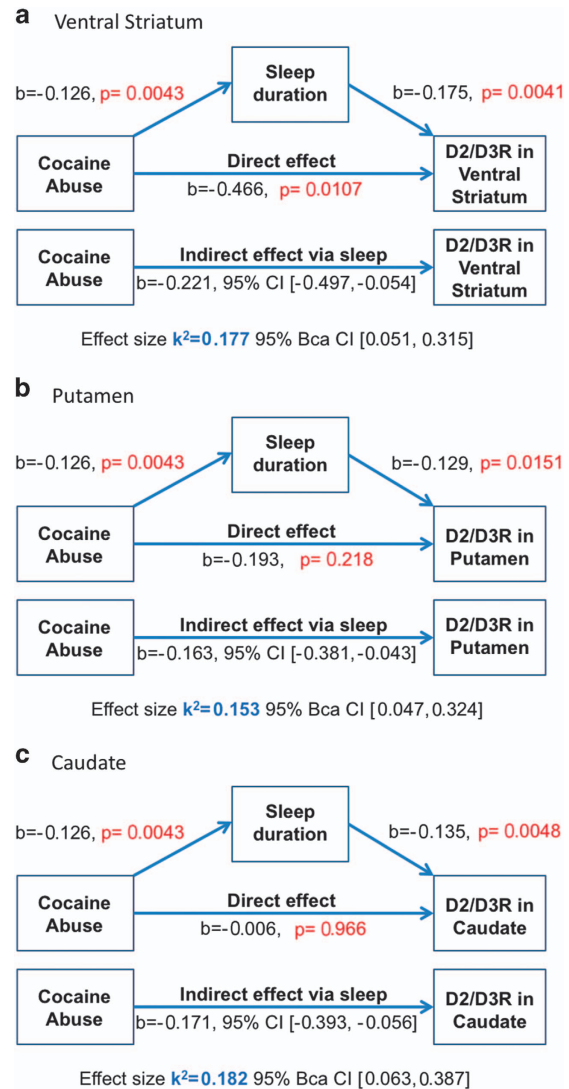 a Ventral Striatum
Sleep
duration
b=-0.126, p= 0.0043
b=-0.175, p= 0.0041
Cocaine
Abuse
Direct effect
b=-0.466, p= 0.0107
D2/D3R in
Ventral
Striatum
Cocaine
Abuse
Indirect effect via sleep
b=-0.221, 95% CI [-0.497, -0.054]
D2/D3R in
Ventral
Striatum
Effect size k²=0.177 95% Bca CI [0.051, 0.315]
b Putamen
Sleep
duration
b=-0.126, p= 0.0043
b=-0.129, p= 0.0151
Cocaine
Abuse
Direct effect
b=-0.193, p= 0.218
D2/D3R in
Putamen
Cocaine
Abuse
Indirect effect via sleep
b=-0.163, 95% CI [-0.381, -0.043]
D2/D3R in
Putamen
Effect size k²=0.153 95% Bca CI [0.047, 0.324]
c Caudate
Sleep
duration
b=-0.126, p= 0.0043
b=-0.135, p= 0.0048
Cocaine
Abuse
Direct effect
b=-0.006, p= 0.966
D2/D3R in
Caudate
Cocaine
Abuse
Indirect effect via sleep
b=-0.171, 95% CI [-0.393, -0.056]
D2/D3R in
Caudate
Effect size k²=0.182 95% Bca CI [0.063, 0.387]